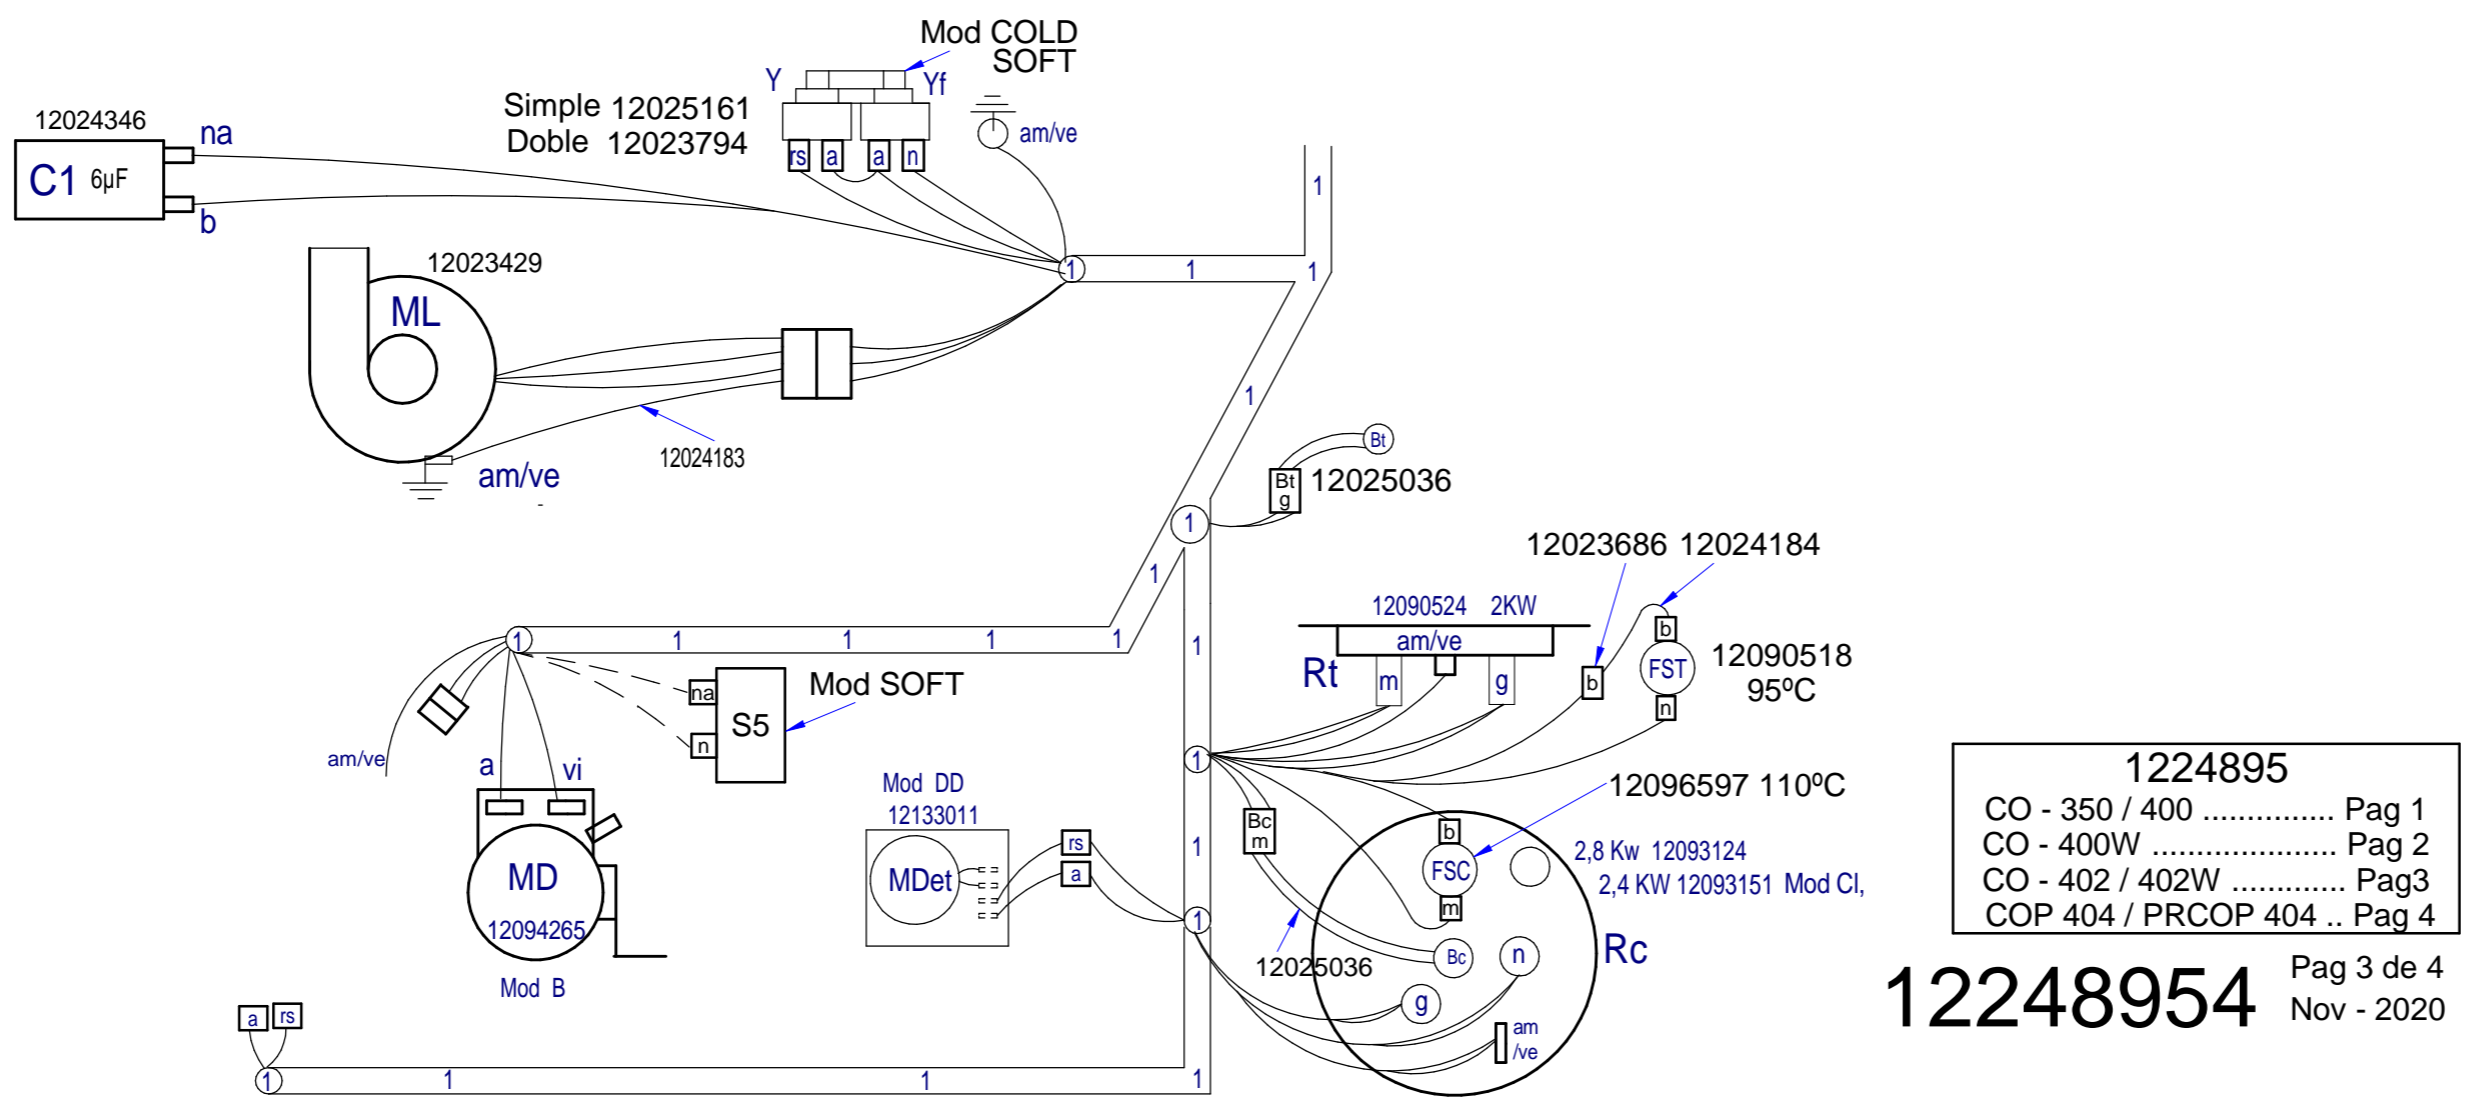 Mod COLD
SOFT
Y
Yf
Simple 12025161
Doble 12023794
rs
a
a
n
am/ve
12024346
na
C1 6µF
b
1
1
1
1
12023429
ML
12024183
am/ve
-
1
Bt
Bt
g
12025036
1
1
12023686 12024184
12090524 2KW
am/ve
Rt
m
g
b
b
FST
n
12090518
95ºC
1
1
1
1
1
1
na
n
S5
Mod SOFT
am/ve
a
vi
MD
12094265
Mod B
1
Mod DD
12133011
MDet
rs
a
1
1
Bc
m
12096597 110ºC
b
FSC
m
2,8 Kw 12093124
2,4 KW 12093151 Mod CI,
12025036
Bc
n
Rc
g
am
/ve
a
rs
1
1
1
1
1224895
CO - 350 / 400 ............... Pag 1
CO - 400W ..................... Pag 2
CO - 402 / 402W ............. Pag3
COP 404 / PRCOP 404 .. Pag 4
12248954
Pag 3 de 4
Nov - 2020